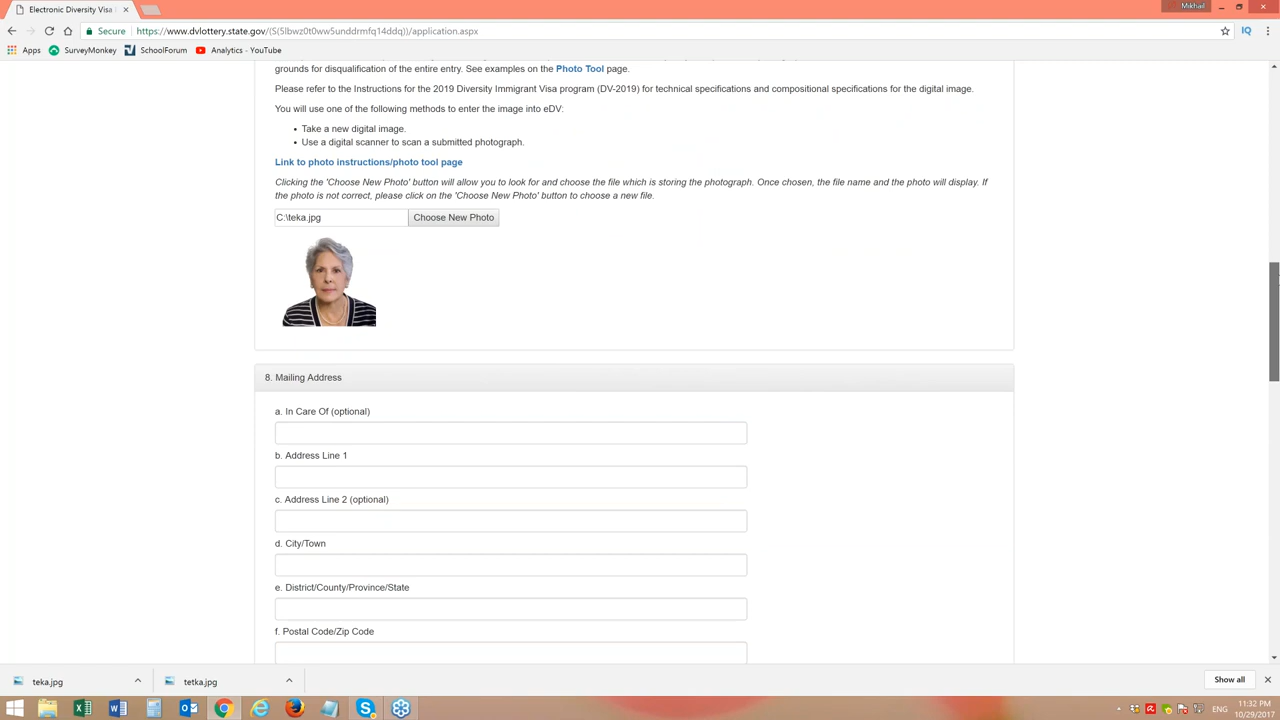 Electronic Diversity Visa
Mikhail
Secure https://www.dvlottery.state.gov/(S(5lbwz0t0ww5unddrmfq14ddq))/application.aspx
Apps SurveyMonkey SchoolForum Analytics - YouTube
grounds for disqualification of the entire entry. See examples on the Photo Tool page.
Please refer to the Instructions for the 2019 Diversity Immigrant Visa program (DV-2019) for technical specifications and compositional specifications for the digital image.
You will use one of the following methods to enter the image into eDV:
• Take a new digital image.
• Use a digital scanner to scan a submitted photograph.
Link to photo instructions/photo tool page
Clicking the 'Choose New Photo' button will allow you to look for and choose the file which is storing the photograph. Once chosen, the file name and the photo will display. If
the photo is not correct, please click on the 'Choose New Photo' button to choose a new file.
C:\teka.jpg Choose New Photo
8. Mailing Address
a. In Care Of (optional)
b. Address Line 1
c. Address Line 2 (optional)
d. City/Town
e. District/County/Province/State
f. Postal Code/Zip Code
teka.jpg tetka.jpg Show all
ENG 11:32 PM
10/29/2017